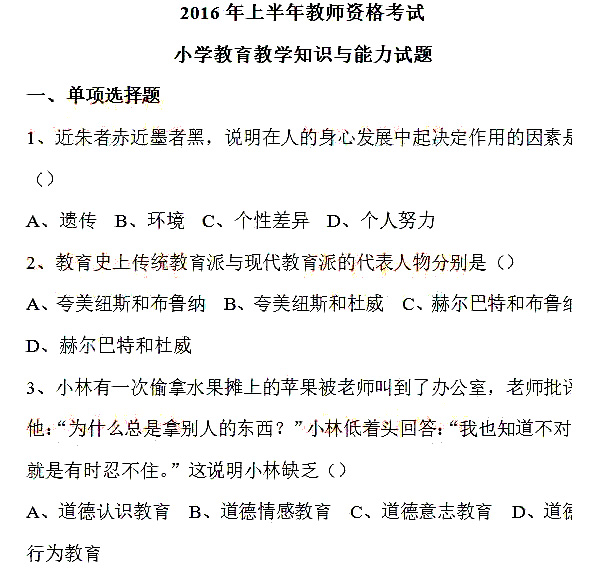 2016 年上半年教师资格考试
小学教育教学知识与能力试题
一、单项选择题
1、近朱者赤近墨者黑，说明在人的身心发展中起决定作用的因素是
（）
A、遗传 B、环境 C、个性差异 D、个人努力
2、教育史上传统教育派与现代教育派的代表人物分别是（）
A、夸美纽斯和布鲁纳 B、夸美纽斯和杜威 C、赫尔巴特和布鲁纳
D、赫尔巴特和杜威
3、小林有一次偷拿水果摊上的苹果被老师叫到了办公室，老师批评
他：“为什么总是拿别人的东西？”小林低着头回答：“我也知道不对
就是有时忍不住。”这说明小林缺乏（）
A、道德认识教育 B、道德情感教育 C、道德意志教育 D、道德
行为教育